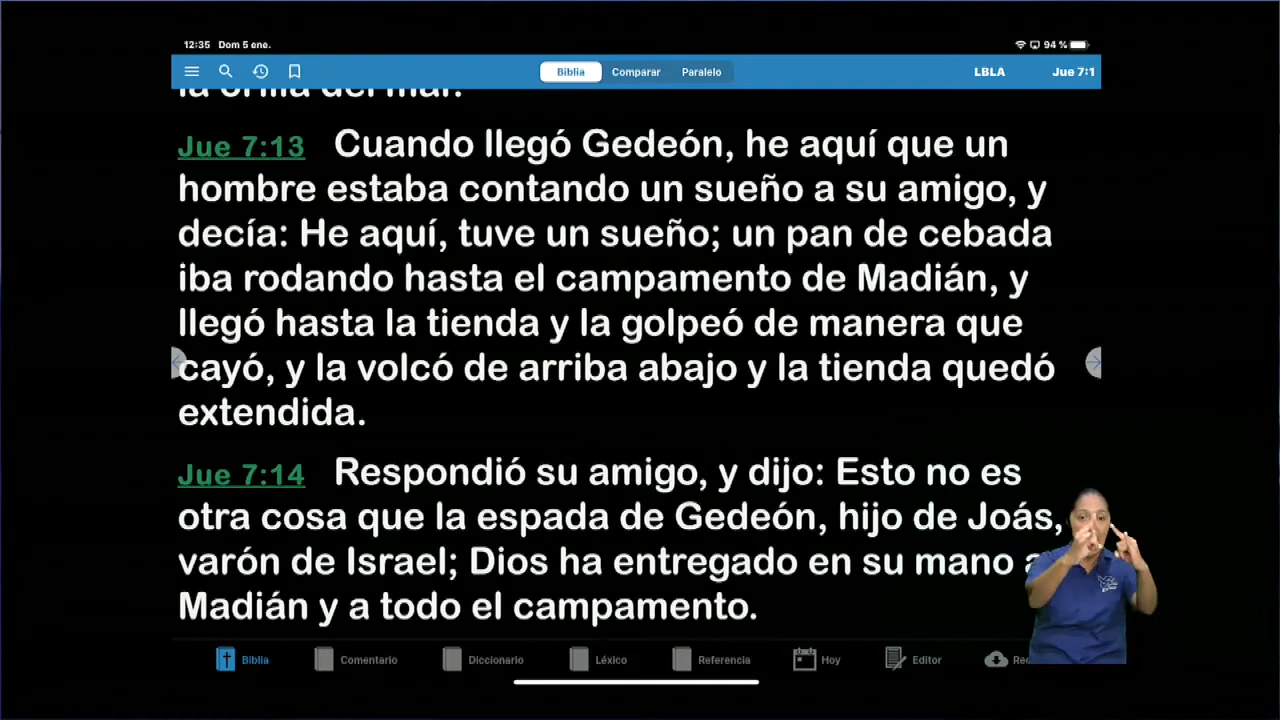 12:35 Dom 5 ene. 94 %
Biblia Comparar Paralelo LBLA Jue 7:1
la orilla del mar.
Jue 7:13 Cuando llegó Gedeón, he aquí que un
hombre estaba contando un sueño a su amigo, y
decía: He aquí, tuve un sueño; un pan de cebada
iba rodando hasta el campamento de Madián, y
llegó hasta la tienda y la golpeó de manera que
cayó, y la volcó de arriba abajo y la tienda quedó
extendida.
Jue 7:14 Respondió su amigo, y dijo: Esto no es
otra cosa que la espada de Gedeón, hijo de Joás,
varón de Israel; Dios ha entregado en su mano a
Madián y a todo el campamento.
Biblia Comentario Diccionario Léxico Referencia Hoy Editor